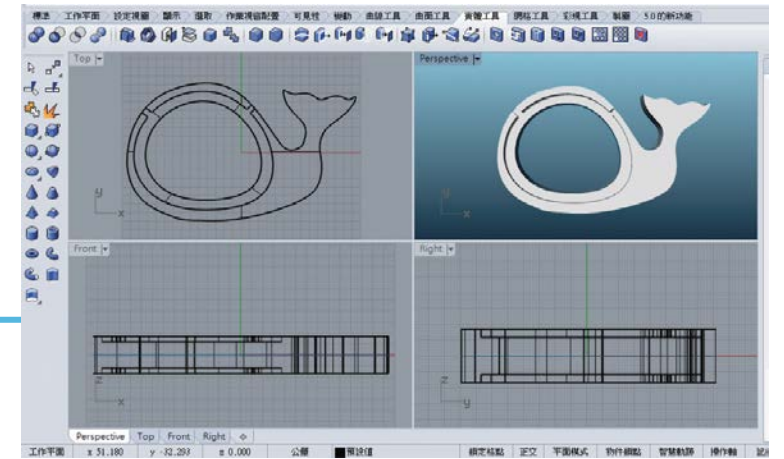 標準 工作平面 設定視圖 顯示 選取 作業視窗配置 可見性 變動 曲線工具 曲面工具 實體工具 網格工具 彩現工具 製圖 5.0 的新功能
Top
Perspective
y
x
y
x
Front
Right
z
x
z
y
Perspective Top Front Right
工作平面 x 51.180 y -32.293 z 0.000 公釐 預設值 鎖定格點 正交 平面模式 物件鎖點 智慧軌跡 操作軸